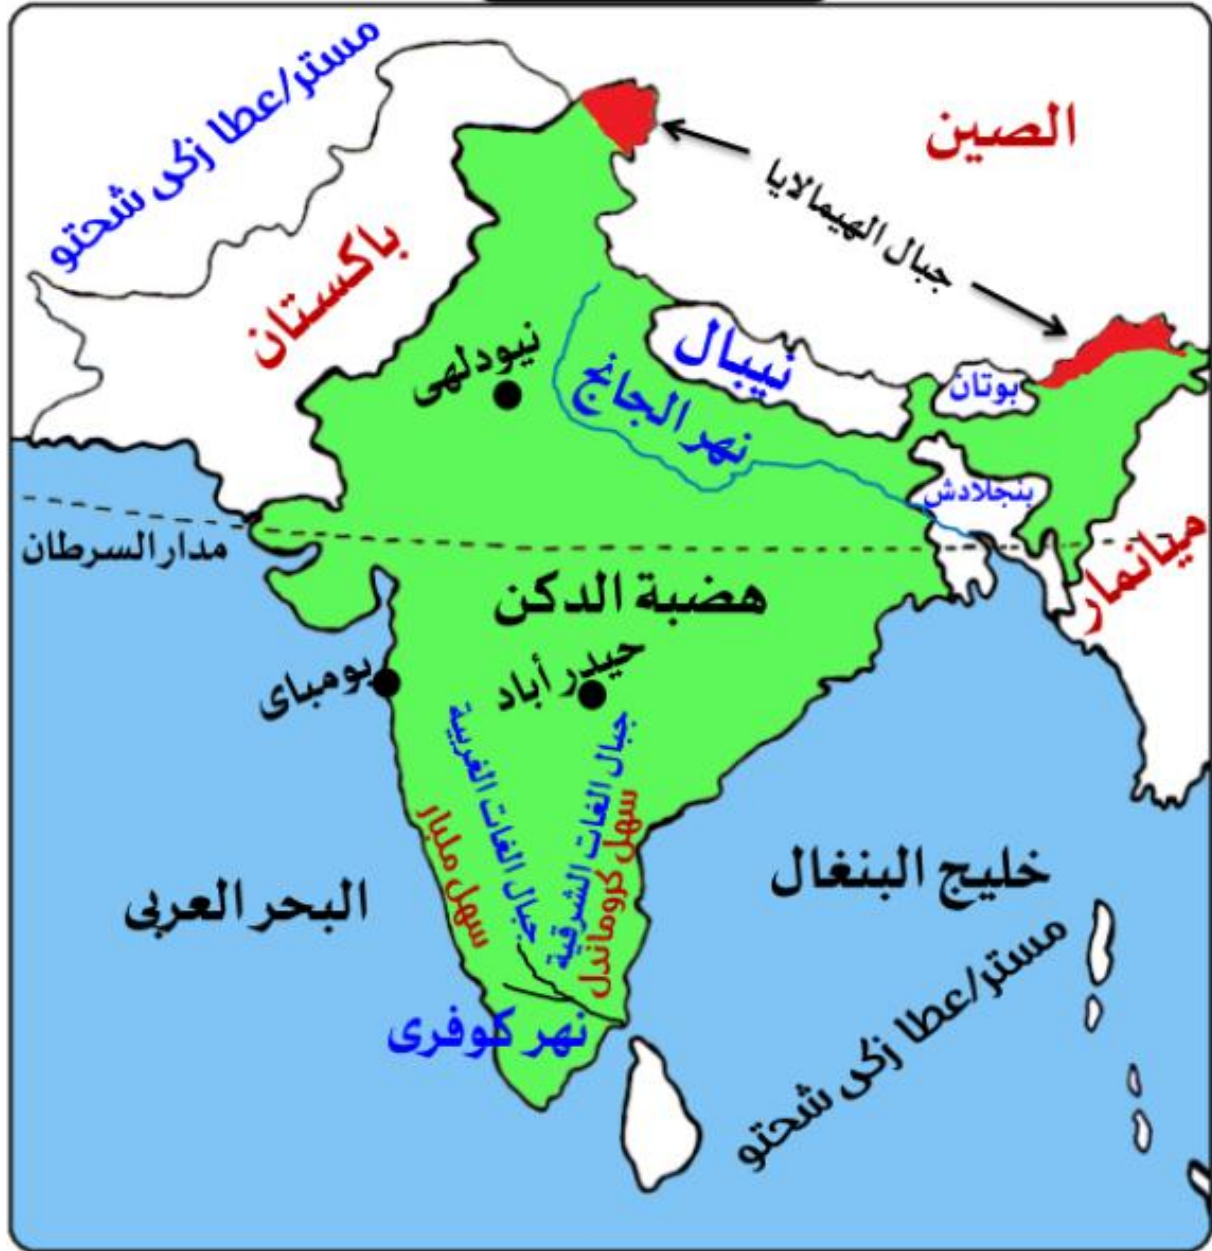 مستر/عطا زكى شحتو
الصين
جبال الهيمالايا
باكستان
نيودلهى
نيبال
بوتان
نهر الجانج
بنجلادش
ميانمار
مدار السرطان
هضبة الدكن
حيدر أباد
بومباى
جبال الغات الغربية
جبال الغات الشرقية
سهل مليار
سهل كروماندل
خليج البنغال
البحر العربى
نهر كوفرى
مستر/عطا زكى شحتو